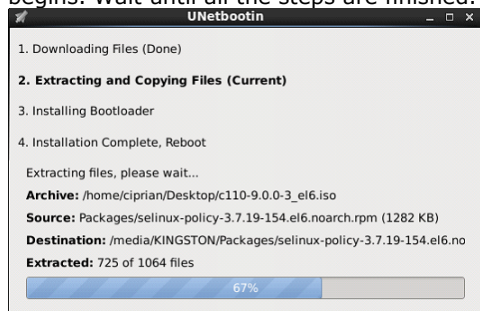 begins. Wait until all the steps are finished.
UNetbootin
1. Downloading Files (Done)
2. Extracting and Copying Files (Current)
3. Installing Bootloader
4. Installation Complete, Reboot
Extracting files, please wait...
Archive: /home/ciprian/Desktop/c110-9.0.0-3_el6.iso
Source: Packages/selinux-policy-3.7.19-154.el6.noarch.rpm (1282 KB)
Destination: /media/KINGSTON/Packages/selinux-policy-3.7.19-154.el6.no
Extracted: 725 of 1064 files
67%